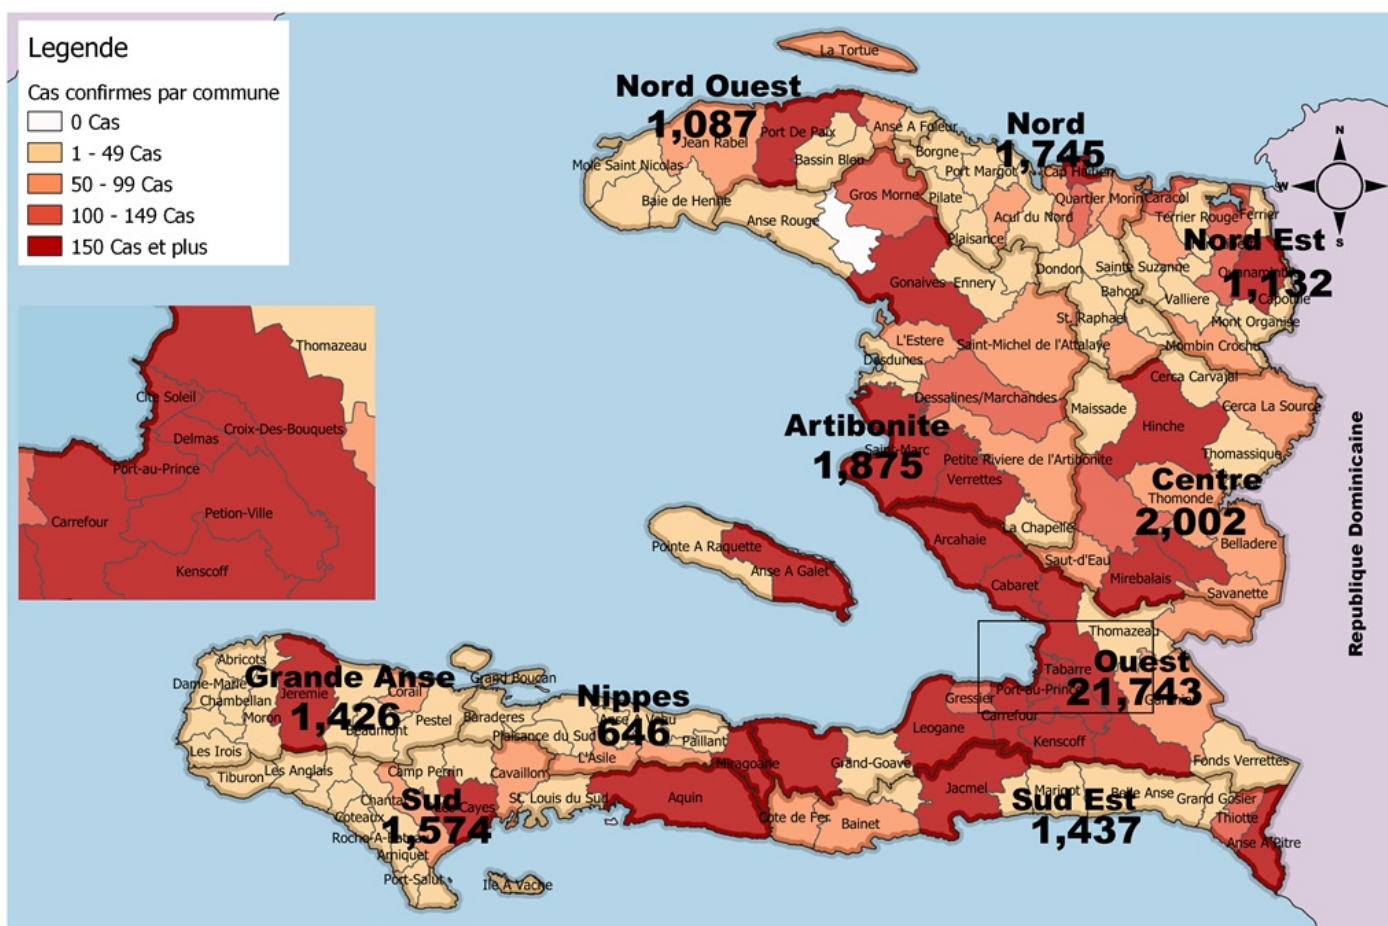 Legende
Cas confirmes par commune
0 Cas
1 - 49 Cas
50 - 99 Cas
100 - 149 Cas
150 Cas et plus
La Tortue
Nord Ouest
1,087
Port De Paix
Jean Rabel
Anse A Foleur
Mole Saint Nicolas
Bassin Bleu
Baie de Henne
Anse Rouge
Nord
1,745
Borgne
Port Margot
Cap Haitien
Gros Morne
Pilate
Quartier Morin
Caracol
Acul du Nord
Terrier Rouge
Ferrier
Plaisance
N
W
S
Nord Est
1,132
Capotille
Gonaives
Ennery
Dondon
Sainte Suzanne
Bahon
Valliere
St. Raphael
Mont Organise
L'Estere
Saint-Michel de l'Attalaye
Mombin Crochu
Desdunes
Thomazeau
Cite Soleil
Delmas
Croix-Des-Bouquets
Port-au-Prince
Carrefour
Petion-Ville
Kenscoff
Cerca Carvajal
Dessalines/Marchandes
Maissade
Cerca La Source
Artibonite
1,875
Saint-Marc
Hinche
Petite Riviere de l'Artibonite
Verrettes
Thomassique
Centre
2,002
Thomonde
La Chapelle
Belladere
Republique Dominicaine
Arcahaie
Saut-d'Eau
Pointe A Raquette
Anse A Galet
Cabaret
Mirebalais
Savanette
Thomazeau
Tabarre
Ouest
21,743
Port-au-Prince
Gressier
Carrefour
Leogane
Kenscoff
Fonds Verrettes
Abricots
Grande Anse
1,426
Dame-Marie
Jeremie
Corail
Chambellan
Moron
Beaumont
Pestel
Les Irois
Grand Boucan
Nippes
646
Baraderes
Plaisance du Sud
Paillant
L'Asile
Miragoane
Grand-Goave
Tiburon
Les Anglais
Camp Perrin
Cavaillon
Sud
1,574
St. Louis du Sud
Aquin
Coteaux
Arniquet
Port-Salut
Ile A Vache
Cote de Fer
Bainet
Jacmel
Sud Est
1,437
Marigot
Belle Anse
Grand Gosier
Thiotte
Anse A Pitre